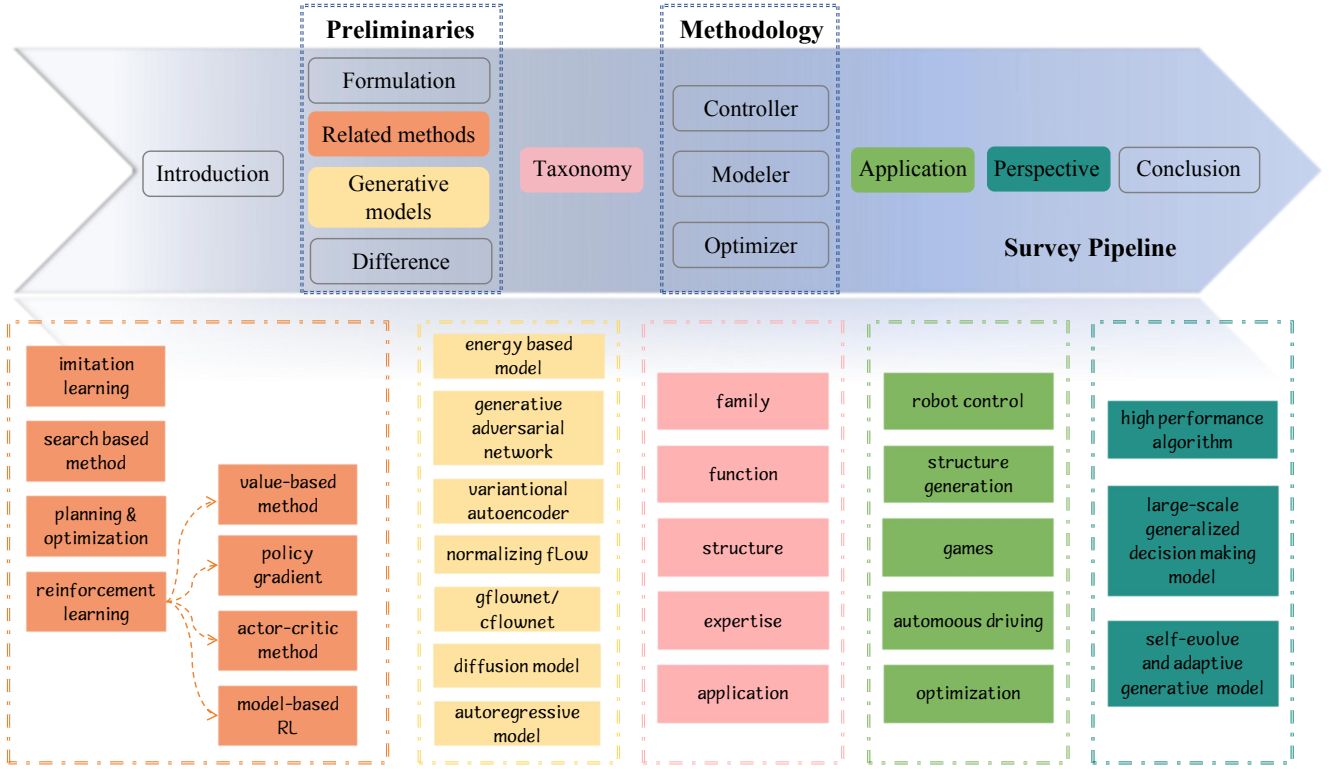 Preliminaries
Formulation
Related methods
Generative
models
Difference
Introduction
Taxonomy
Methodology
Controller
Modeler
Optimizer
Application
Perspective
Conclusion
Survey Pipeline
imitation
learning
search based
method
planning &
optimization
reinforcement
learning
value-based
method
policy
gradient
actor-critic
method
model-based
RL
energy based
model
generative
adversarial
network
variantional
autoencoder
normalizing fLow
gflownet/
cflownet
diffusion model
autoregressive
model
family
function
structure
expertise
application
robot control
structure
generation
games
automoous driving
optimization
high performance
algorithm
large-scale
generalized
decision making
model
self-evolve
and adaptive
generative model